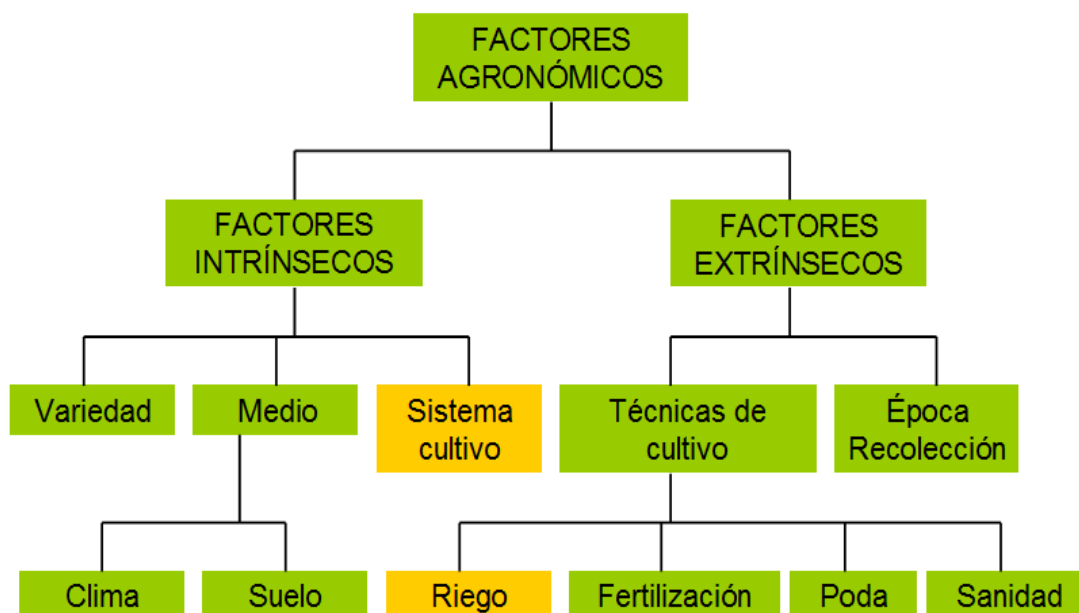 FACTORES
AGRONÓMICOS
FACTORES
INTRÍNSECOS
FACTORES
EXTRÍNSECOS
Variedad
Medio
Sistema
cultivo
Técnicas de
cultivo
Época
Recolección
Clima
Suelo
Riego
Fertilización
Poda
Sanidad